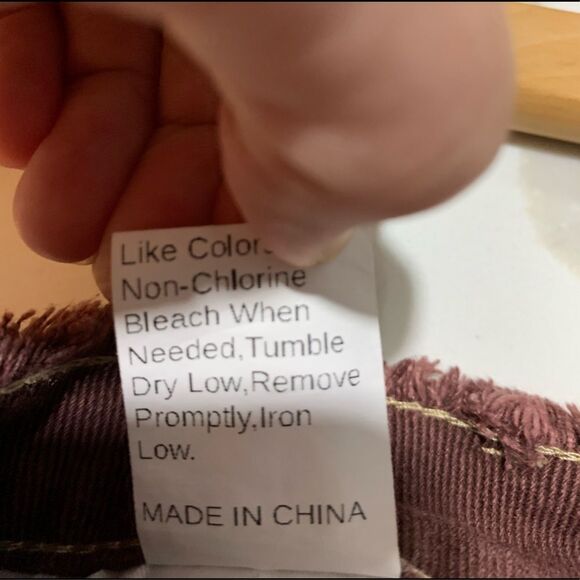 Like Colors
Non-Chlorine
Bleach When
Needed,Tumble
Dry Low,Remove
Promptly,Iron
Low.
MADE IN CHINA